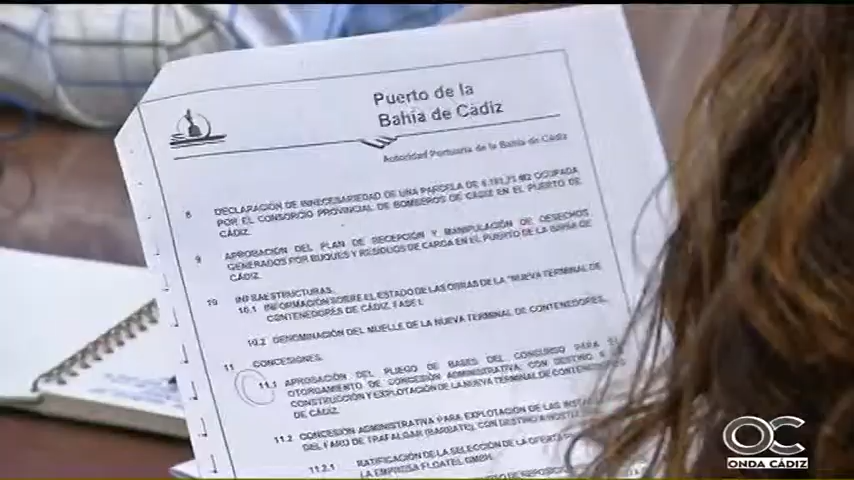 Puerto de la
Bahía de Cádiz
Autoridad Portuaria de la Bahía de Cádiz
8 DECLARACIÓN DE INNECESARIEDAD DE UNA PARCELA DE M2 OCUPADA
POR EL CONSORCIO PROVINCIAL DE BOMBEROS DE CÁDIZ EN EL PUERTO DE
CÁDIZ.
9 APROBACIÓN DEL PLAN DE RECEPCIÓN Y MANIPULACIÓN DE DESECHOS
GENERADOS POR BUQUES Y RESIDUOS DE CARGA EN EL PUERTO DE LA BAHÍA DE
CÁDIZ.
10 INFRAESTRUCTURAS.
10.1 INFORMACIÓN SOBRE EL ESTADO DE LAS OBRAS DE LA "NUEVA TERMINAL DE
CONTENEDORES DE CÁDIZ. FASE I.
10.2 DENOMINACIÓN DEL MUELLE DE LA NUEVA TERMINAL DE CONTENEDORES.
11 CONCESIONES.
11.1 APROBACIÓN DEL PLIEGO DE BASES DEL CONCURSO PARA EL
OTORGAMIENTO DE CONCESIÓN ADMINISTRATIVA, CON DESTINO A
CONSTRUCCIÓN Y EXPLOTACIÓN DE LA NUEVA TERMINAL DE CONTENEDORES
DE CÁDIZ.
11.2 CONCESIÓN ADMINISTRATIVA PARA EXPLOTACIÓN DE LAS
DEL FARO DE TRAFALGAR (BARBATE), CON DESTINO A
11.2.1 RATIFICACIÓN DE LA SELECCIÓN DE LA OFERTA
LA EMPRESA FLOATEL GMBH.
OC
ONDA CÁDIZ